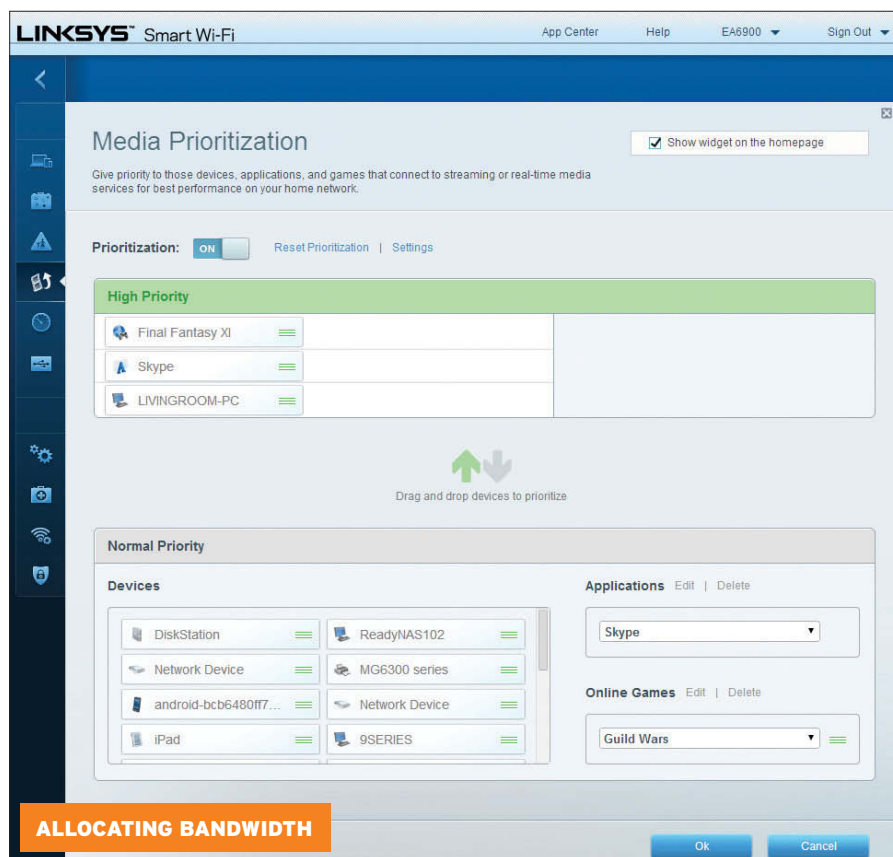 LINKSYS™ Smart Wi-Fi
App Center Help EA6900 Sign Out
Media Prioritization
Show widget on the homepage
Give priority to those devices, applications, and games that connect to streaming or real-time media
services for best performance on your home network.
Prioritization: ON Reset Prioritization | Settings
High Priority
Final Fantasy XI
Skype
LIVINGROOM-PC
Drag and drop devices to prioritize
Normal Priority
Devices
DiskStation
ReadyNAS102
Network Device
MG6300 series
android-bcb6480ff7...
Network Device
iPad
9SERIES
Applications Edit | Delete
Skype
Online Games Edit | Delete
Guild Wars
ALLOCATING BANDWIDTH
Ok Cancel